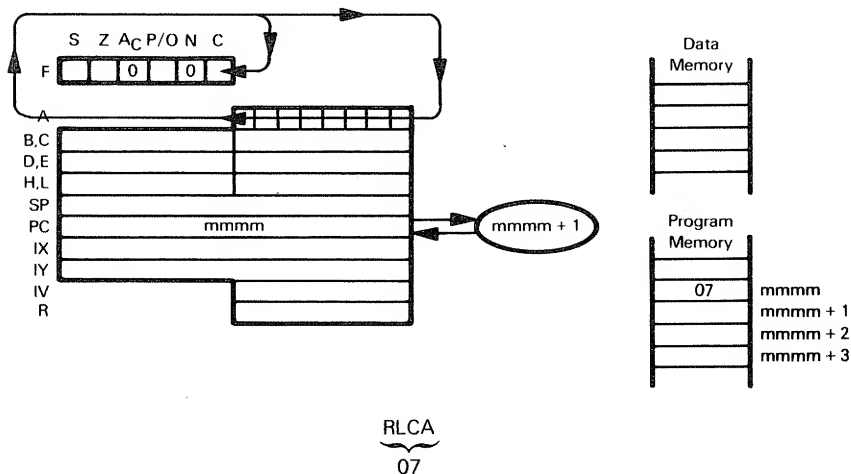 S Z AC P/O N C
F 0 0
A
B,C
D,E
H,L
SP
PC mmmm mmmm + 1
IX
IY
IV
R
Data
Memory
Program
Memory
07 mmmm
mmmm + 1
mmmm + 2
mmmm + 3
RLCA
07